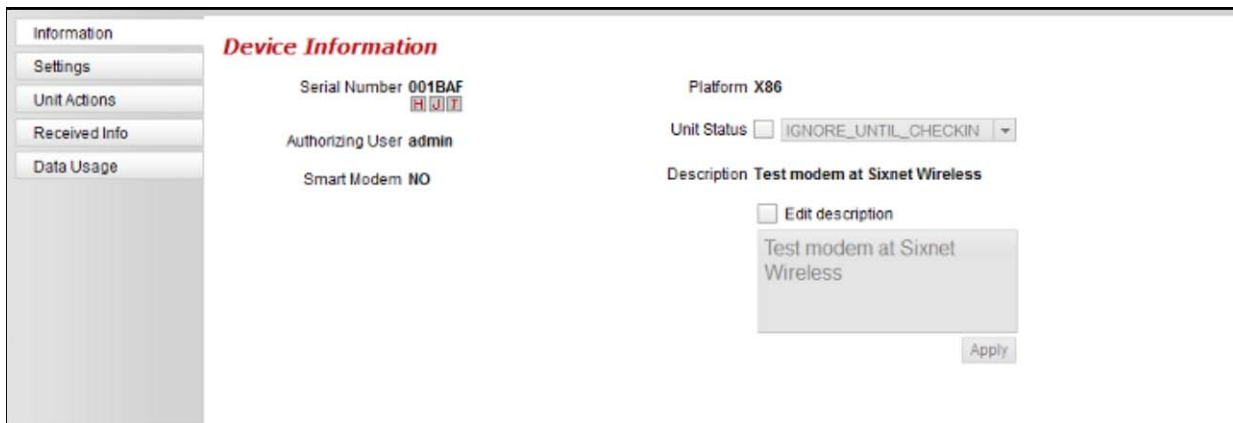 Information
Settings
Unit Actions
Received Info
Data Usage
Device Information
Serial Number 001BAF
H J T
Authorizing User admin
Smart Modem NO
Platform X86
Unit Status IGNORE_UNTIL_CHECKIN
Description Test modem at Sixnet Wireless
Edit description
Test modem at Sixnet
Wireless
Apply